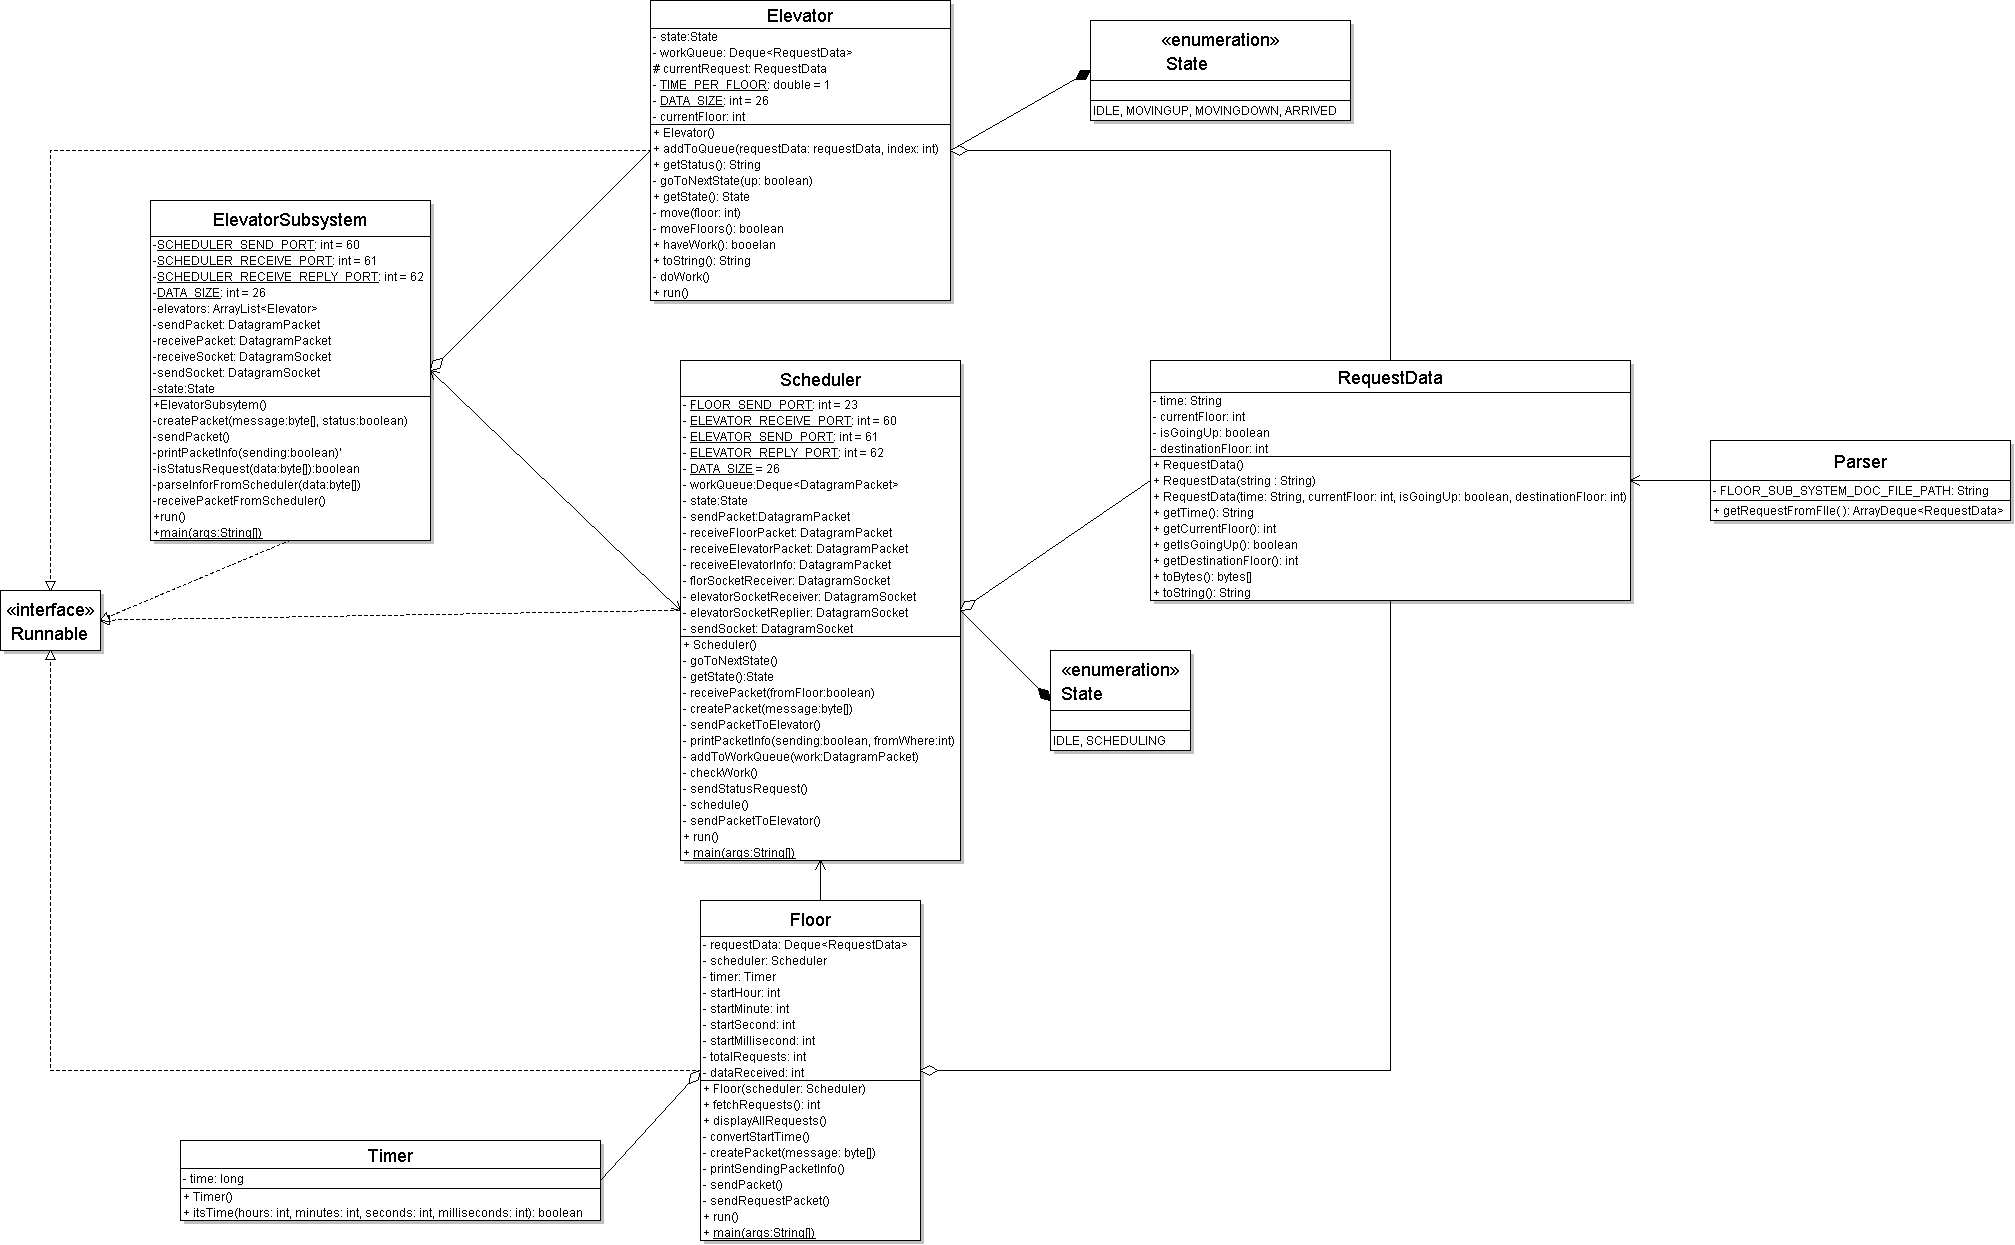 Elevator
- state:State
- workQueue: Deque<RequestData>
# currentRequest: RequestData
- TIME_PER_FLOOR: double = 1
- DATA_SIZE: int = 26
- currentFloor: int
+ Elevator()
+ addToQueue(requestData: requestData, index: int)
+ getStatus(): String
- goToNextState(up: boolean)
+ getState(): State
- move(floor: int)
- moveFloors(): boolean
+ haveWork(): booelan
+ toString(): String
- doWork()
+ run()
«enumeration»
State
IDLE, MOVINGUP, MOVINGDOWN, ARRIVED
ElevatorSubsystem
-SCHEDULER_SEND_PORT: int = 60
-SCHEDULER_RECEIVE_PORT: int = 61
-SCHEDULER_RECEIVE_REPLY_PORT: int = 62
-DATA_SIZE: int = 26
-elevators: ArrayList<Elevator>
-sendPacket: DatagramPacket
-receivePacket: DatagramPacket
-receiveSocket: DatagramSocket
-sendSocket: DatagramSocket
-state:State
+ElevatorSubsytem()
-createPacket(message:byte[], status:boolean)
-sendPacket()
-printPacketInfo(sending:boolean)'
-isStatusRequest(data:byte[]):boolean
-parseInforFromScheduler(data:byte[])
-receivePacketFromScheduler()
+run()
+main(args:String[])
Scheduler
- FLOOR_SEND_PORT: int = 23
- ELEVATOR_RECEIVE_PORT: int = 60
- ELEVATOR_SEND_PORT: int = 61
- ELEVATOR_REPLY_PORT: int = 62
- DATA_SIZE = 26
- workQueue:Deque<DatagramPacket>
- state:State
- sendPacket:DatagramPacket
- receiveFloorPacket: DatagramPacket
- receiveElevatorPacket: DatagramPacket
- receiveElevatorInfo: DatagramPacket
- florSocketReceiver: DatagramSocket
- elevatorSocketReceiver: DatagramSocket
- elevatorSocketReplier: DatagramSocket
- sendSocket: DatagramSocket
+ Scheduler()
- goToNextState()
- getState():State
- receivePacket(fromFloor:boolean)
- createPacket(message:byte[])
- sendPacketToElevator()
- printPacketInfo(sending:boolean, fromWhere:int)
- addToWorkQueue(work:DatagramPacket)
- checkWork()
- sendStatusRequest()
- schedule()
- sendPacketToElevator()
+ run()
+ main(args:String[])
RequestData
- time: String
- currentFloor: int
- isGoingUp: boolean
- destinationFloor: int
+ RequestData()
+ RequestData(string : String)
+ RequestData(time: String, currentFloor: int, isGoingUp: boolean, destinationFloor: int)
+ getTime(): String
+ getCurrentFloor(): int
+ getIsGoingUp(): boolean
+ getDestinationFloor(): int
+ toBytes(): bytes[]
+ toString(): String
Parser
- FLOOR_SUB_SYSTEM_DOC_FILE_PATH: String
+ getRequestFromFIle( ): ArrayDeque<RequestData>
«interface»
Runnable
«enumeration»
State
IDLE, SCHEDULING
Floor
- requestData: Deque<RequestData>
- scheduler: Scheduler
- timer: Timer
- startHour: int
- startMinute: int
- startSecond: int
- startMillisecond: int
- totalRequests: int
- dataReceived: int
+ Floor(scheduler: Scheduler)
+ fetchRequests(): int
+ displayAllRequests()
- convertStartTime()
- createPacket(message: byte[])
- printSendingPacketInfo()
- sendPacket()
- sendRequestPacket()
+ run()
+ main(args:String[])
Timer
- time: long
+ Timer()
+ itsTime(hours: int, minutes: int, seconds: int, milliseconds: int): boolean